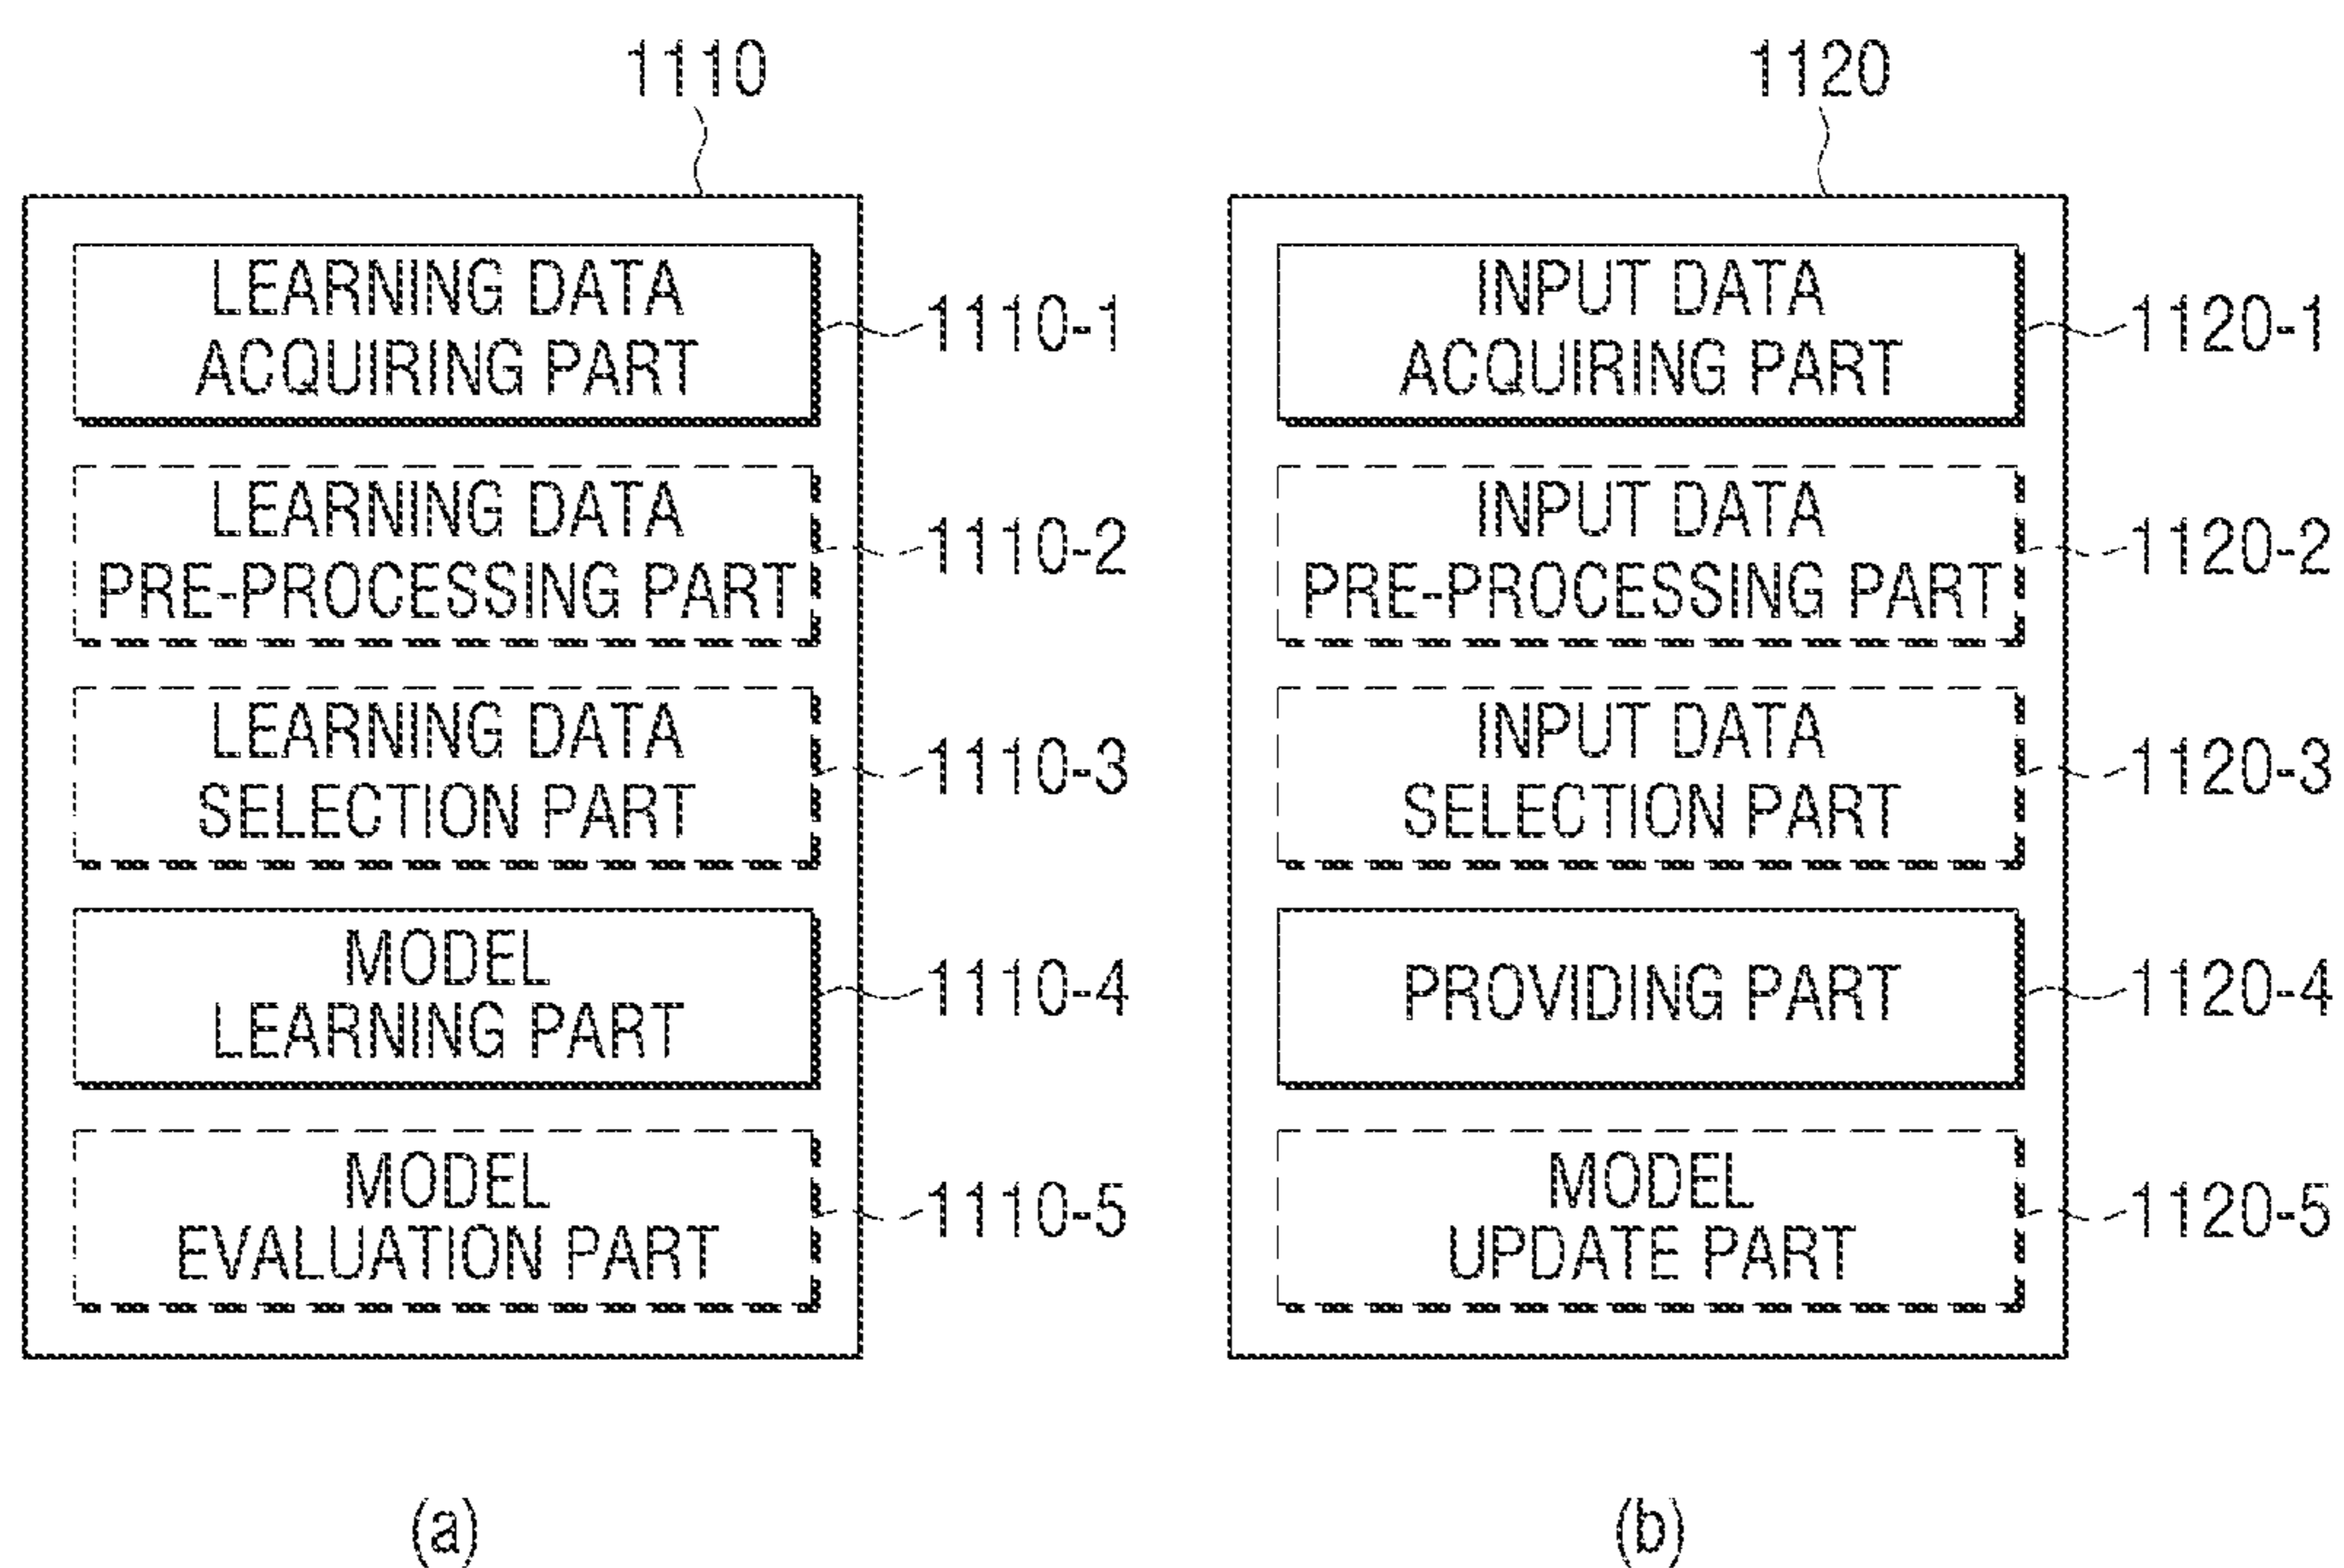 1110
LEARNING DATA
ACQUIRING PART
1110-1
LEARNING DATA
PRE-PROCESSING PART
1110-2
LEARNING DATA
SELECTION PART
1110-3
MODEL
LEARNING PART
1110-4
MODEL
EVALUATION PART
1110-5
(a)
1120
INPUT DATA
ACQUIRING PART
1120-1
INPUT DATA
PRE-PROCESSING PART
1120-2
INPUT DATA
SELECTION PART
1120-3
PROVIDING PART
1120-4
MODEL
UPDATE PART
1120-5
(b)